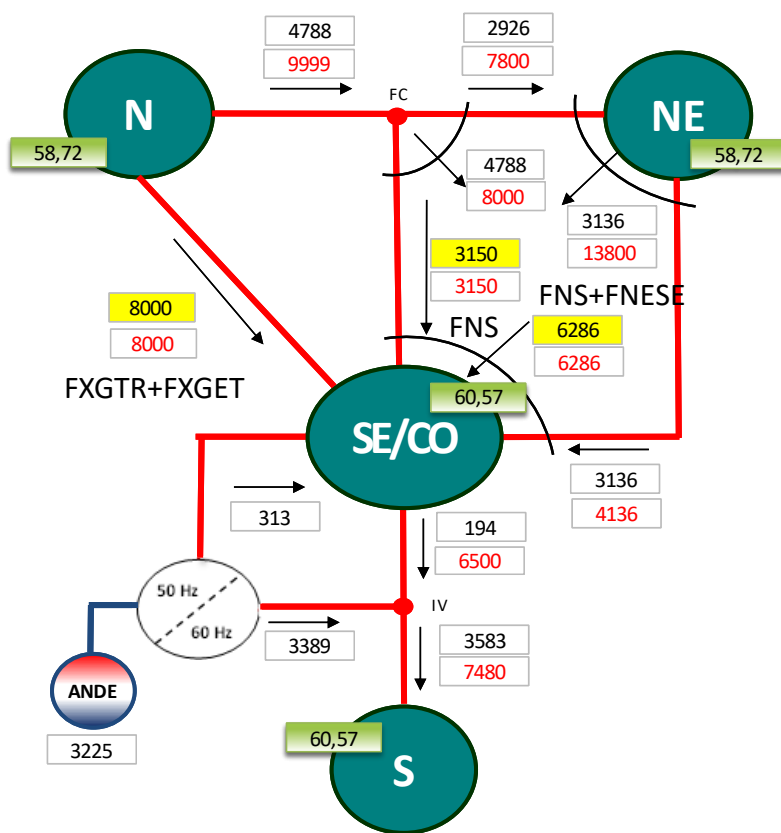 4788
9999
2926
7800
FC
N
NE
58,72
58,72
4788
8000
3136
13800
3150
3150
FNS+FNESE
8000
8000
FNS
6286
6286
FXGTR+FXGET
60,57
SE/CO
3136
4136
313
194
6500
50 Hz
60 Hz
IV
3389
3583
7480
ANDE
3225
60,57
S